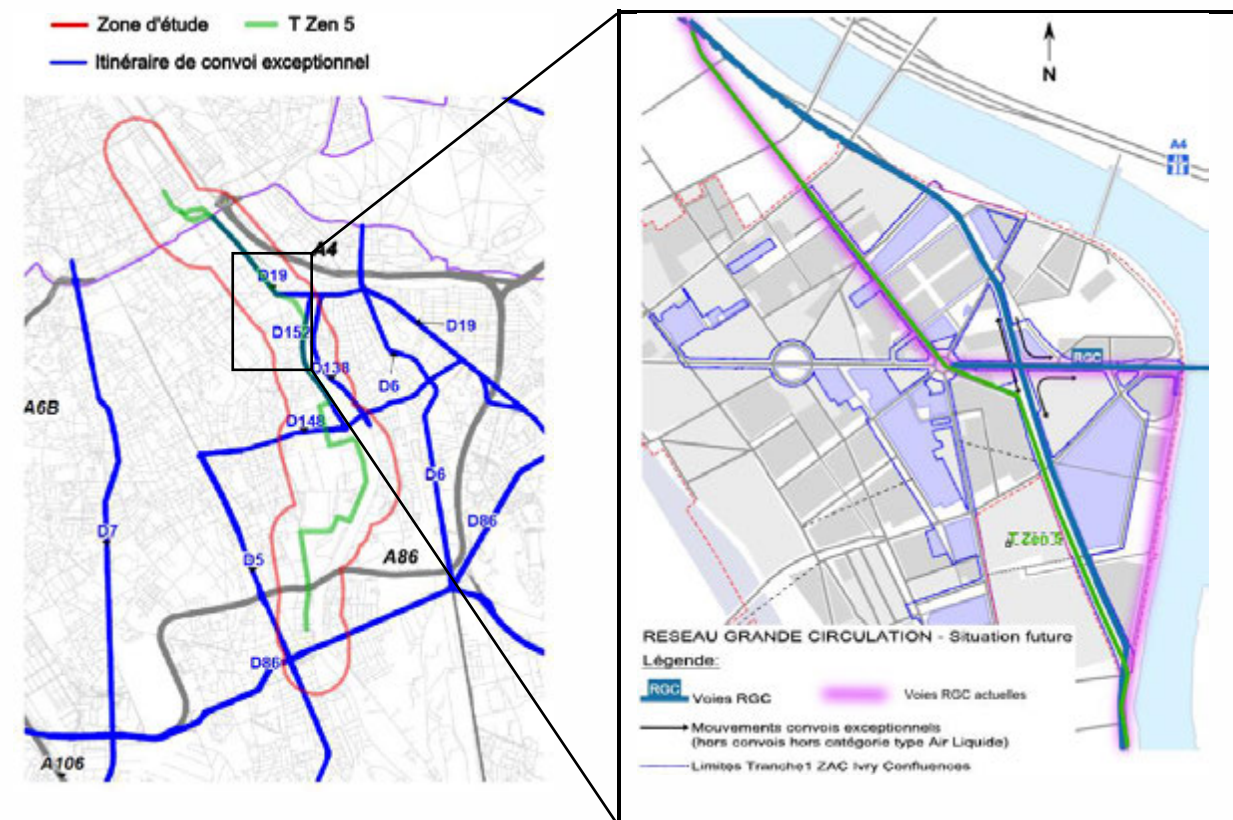 Zone d'étude
T Zen 5
Itinéraire de convoi exceptionnel
A4
D19
D152
D19
D138
D6
A6B
D148
D6
D7
D86
D5
A86
D86
A106
N
A4
RGC
T Zen 5
RESEAU GRANDE CIRCULATION - Situation future
Légende:
RGC Voies RGC
Voies RGC actuelles
Mouvements convois exceptionnels
(hors convois hors catégorie type Air Liquide)
Limites Tranche1 ZAC Ivry Confluences